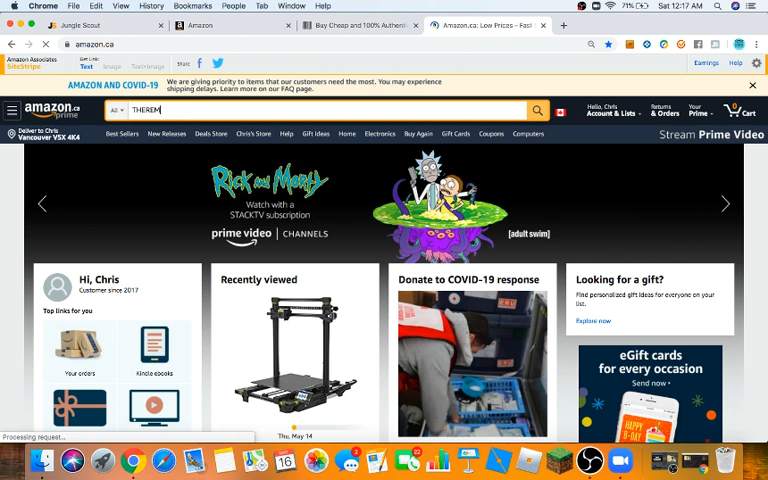 Chrome File Edit View History Bookmarks People Tab Window Help 71% Sat 12:17 AM
Jungle Scout Amazon Buy Cheap and 100% Authenti Amazon.ca: Low Prices – Fast
amazon.ca
Amazon Associates SiteStripe
Get Link:
Text Image Text+Image
Share:
Earnings Help
AMAZON AND COVID-19
We are giving priority to items that our customers need the most. You may experience
shipping delays. Learn more on our FAQ page.
amazon.ca
prime
All
THEREM
Hello, Chris
Account & Lists
Returns
& Orders
Your
Prime
0
Cart
Deliver to Chris
Vancouver V5X 4K4
Best Sellers New Releases Deals Store Chris's Store Help Gift Ideas Home Electronics Buy Again Gift Cards Coupons Computers
Stream Prime Video
Rick and Morty
Watch with a
STACKTV subscription
prime video | CHANNELS
[adult swim]
Hi, Chris
Customer since 2017
Top links for you
Your orders
Kindle ebooks
Recently viewed
Thu, May 14
Donate to COVID-19 response
Looking for a gift?
Find personalized gift ideas for everyone on your
list.
Explore now
eGift cards
for every occasion
Send now
HAPPY
B-DAY
Processing request...
16